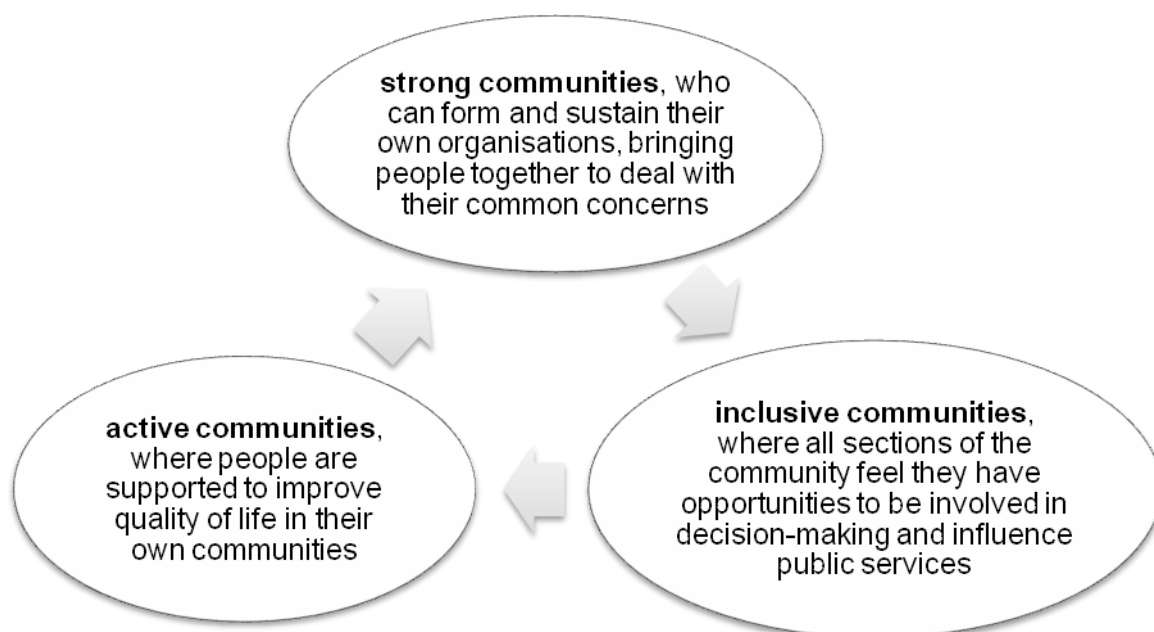 strong communities, who
can form and sustain their
own organisations, bringing
people together to deal with
their common concerns
active communities,
where people are
supported to improve
quality of life in their
own communities
inclusive communities,
where all sections of the
community feel they have
opportunities to be involved in
decision-making and influence
public services